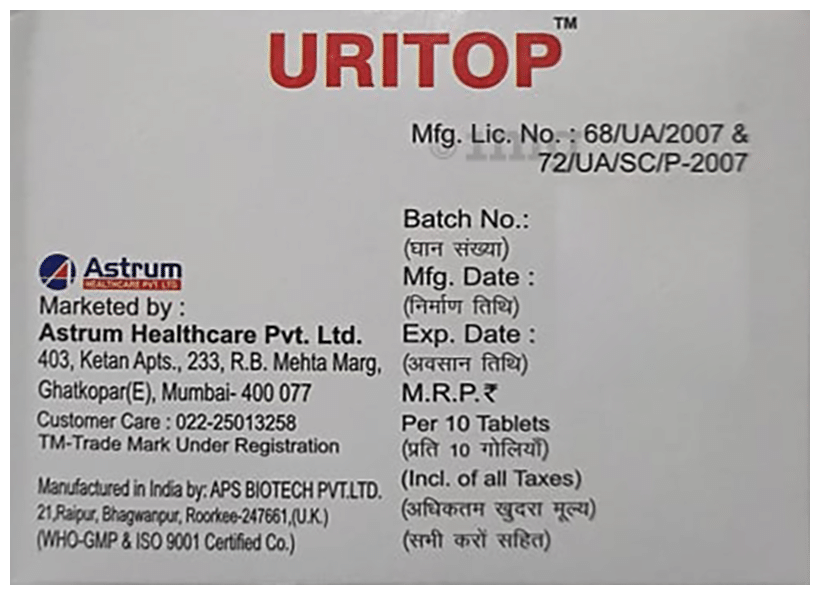 URITOP™
Mfg. Lic. No. : 68/UA/2007 &
72/UA/SC/P-2007
Astrum
HEALTHCARE PVT. LTD.
Marketed by :
Astrum Healthcare Pvt. Ltd.
403, Ketan Apts., 233, R.B. Mehta Marg,
Ghatkopar(E), Mumbai- 400 077
Customer Care : 022-25013258
TM-Trade Mark Under Registration
Manufactured in India by: APS BIOTECH PVT.LTD.
21,Raipur, Bhagwanpur, Roorkee-247661,(U.K.)
(WHO-GMP & ISO 9001 Certified Co.)
Batch No.:
(घान संख्या)
Mfg. Date :
(निर्माण तिथि)
Exp. Date :
(अवसान तिथि)
M.R.P.₹
Per 10 Tablets
(प्रति 10 गोलियाँ)
(Incl. of all Taxes)
(अधिकतम खुदरा मूल्य)
(सभी करों सहित)